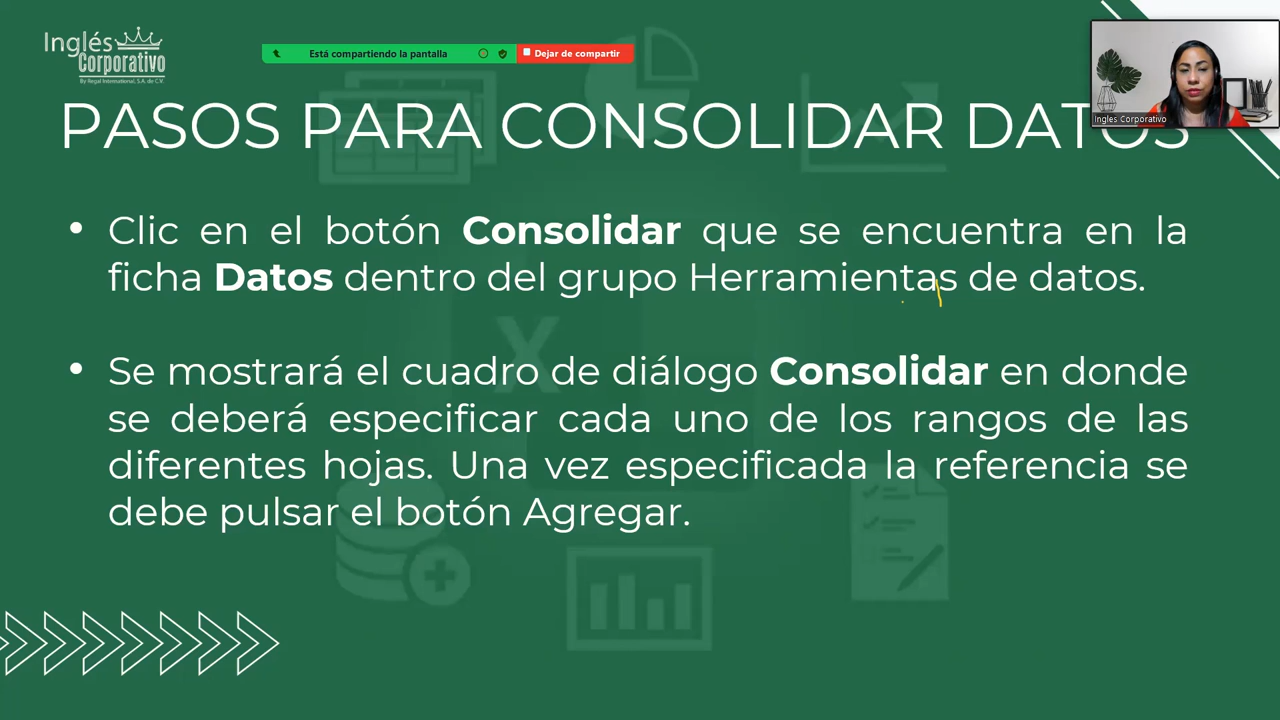 Inglés
Corporativo
By Regal International, S.A. de C.V.
Está compartiendo la pantalla
Dejar de compartir
PASOS PARA CONSOLIDAR DATOS
Ingles Corporativo
• Clic en el botón Consolidar que se encuentra en la
ficha Datos dentro del grupo Herramientas de datos.
• Se mostrará el cuadro de diálogo Consolidar en donde
se deberá especificar cada uno de los rangos de las
diferentes hojas. Una vez especificada la referencia se
debe pulsar el botón Agregar.
X